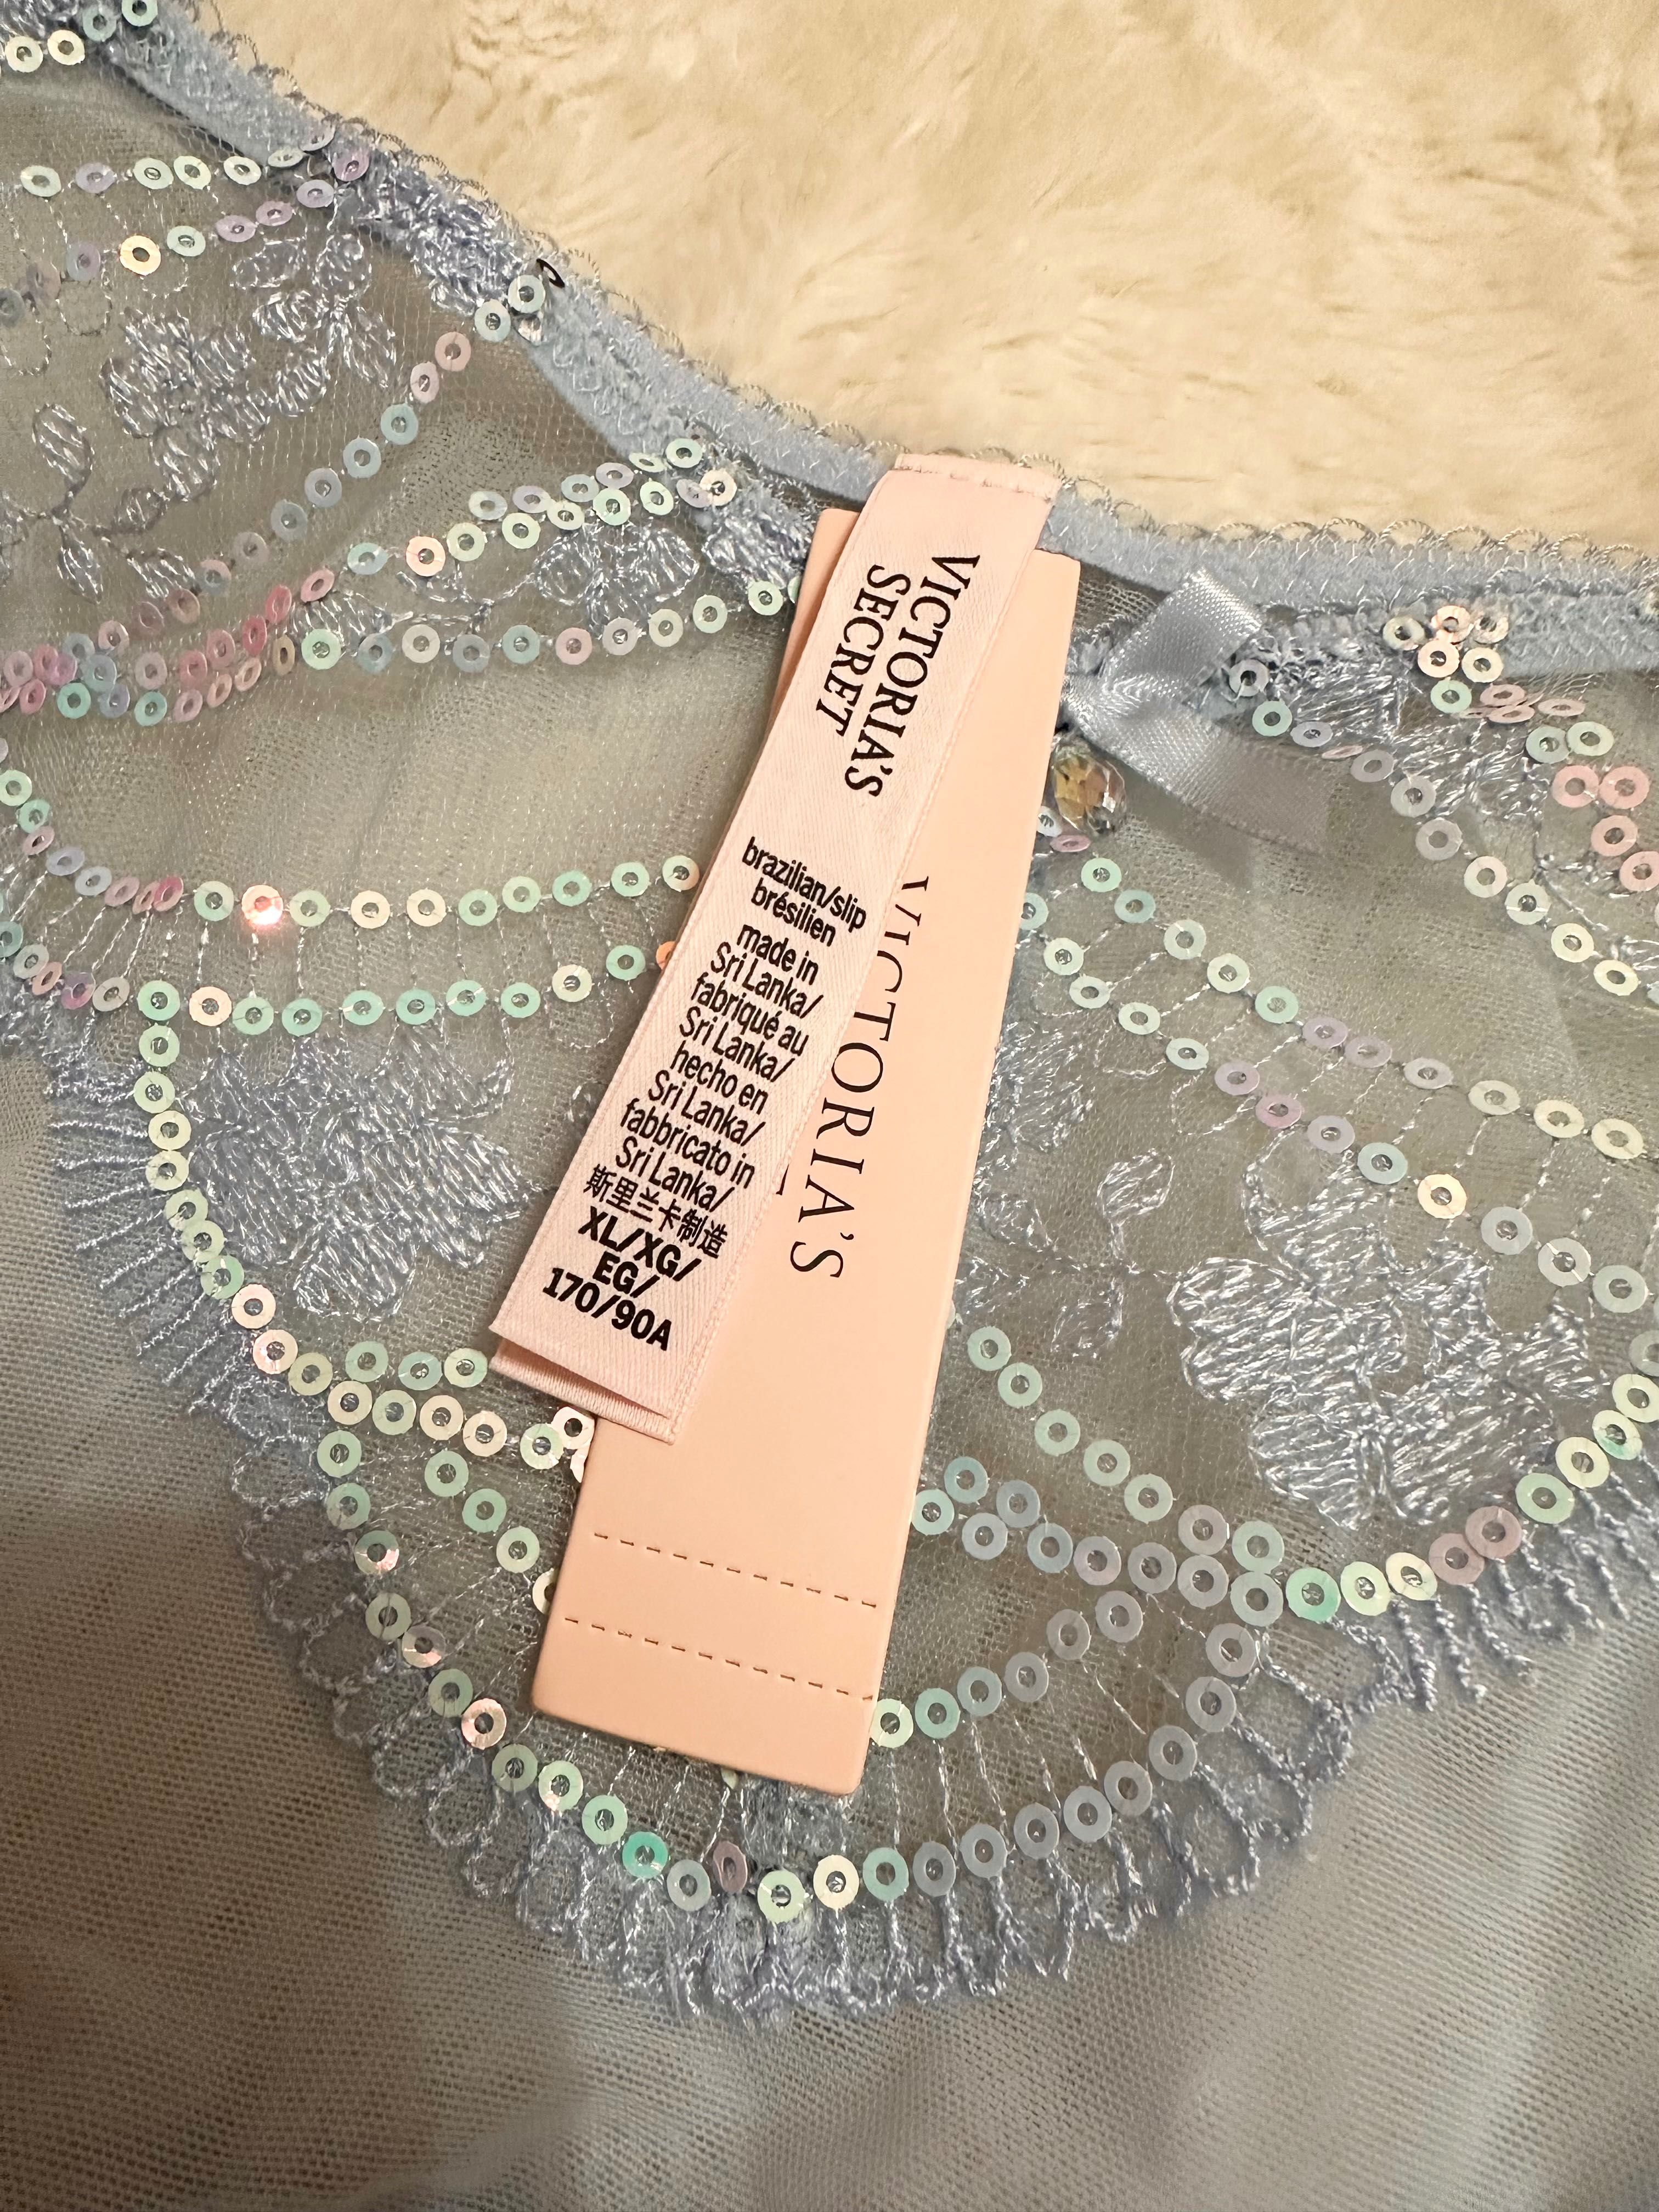 VICTORIA'S
SECRET
brazilian/slip
brésilien
made in
Sri Lanka/
fabriqué au
Sri Lanka/
hecho en
Sri Lanka/
fabbricato in
Sri Lanka/
斯里兰卡制造
XL/XG/
EG/
170/90A
VICTORIA'S